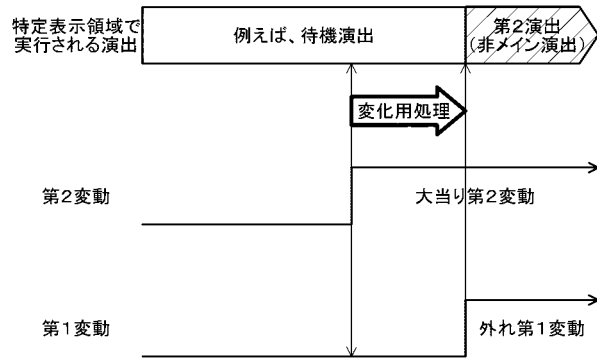 特定表示領域で
実行される演出
例えば、待機演出
第2演出
(非メイン演出)
変化用処理
第2変動
大当り第2変動
第1変動
外れ第1変動